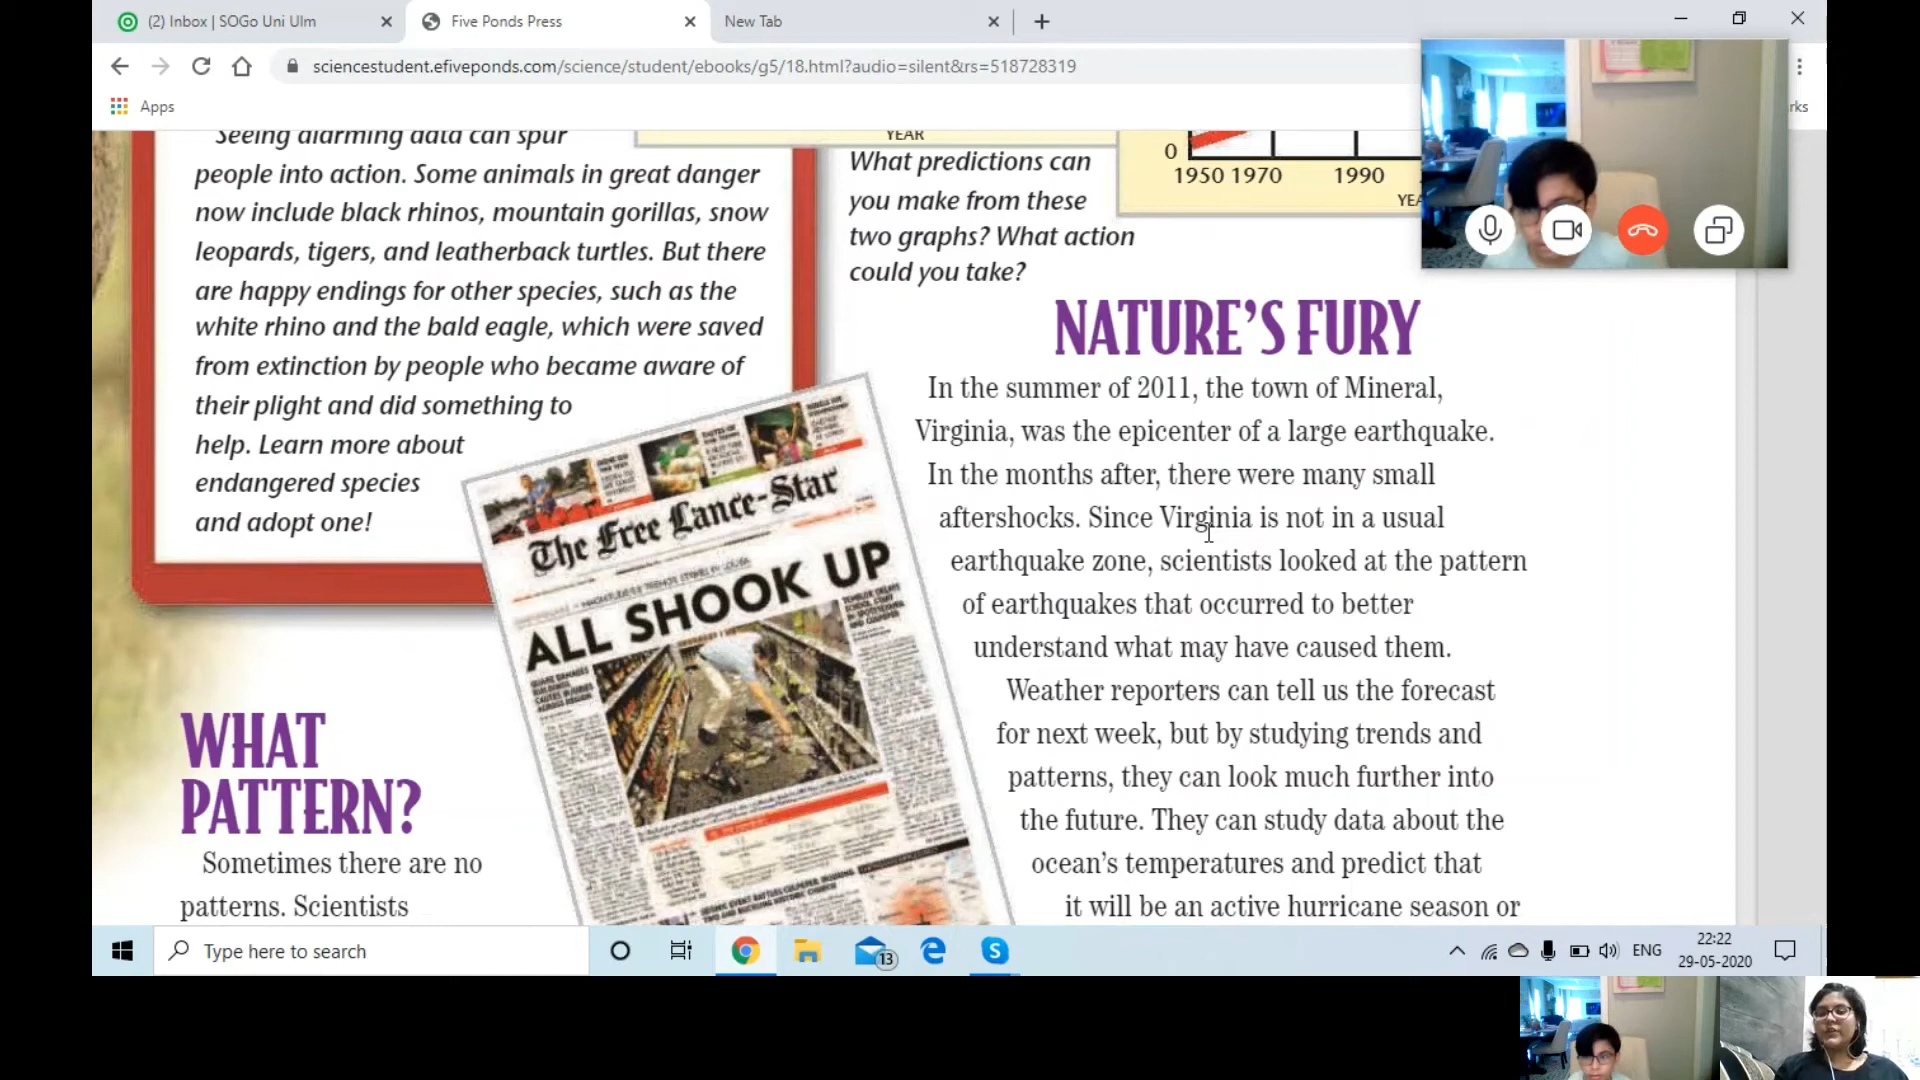 (2) Inbox | SOGo Uni Ulm
Five Ponds Press
New Tab
sciencestudent.efiveponds.com/science/student/ebooks/g5/18.html?audio=silent&rs=518728319
Apps
rks
Seeing alarming data can spur
people into action. Some animals in great danger
now include black rhinos, mountain gorillas, snow
leopards, tigers, and leatherback turtles. But there
are happy endings for other species, such as the
white rhino and the bald eagle, which were saved
from extinction by people who became aware of
their plight and did something to
help. Learn more about
endangered species
and adopt one!
YEAR
0
1950 1970 1990
YEA
What predictions can
you make from these
two graphs? What action
could you take?
NATURE'S FURY
In the summer of 2011, the town of Mineral,
Virginia, was the epicenter of a large earthquake.
In the months after, there were many small
aftershocks. Since Virginia is not in a usual
earthquake zone, scientists looked at the pattern
of earthquakes that occurred to better
understand what may have caused them.
Weather reporters can tell us the forecast
for next week, but by studying trends and
patterns, they can look much further into
the future. They can study data about the
ocean's temperatures and predict that
it will be an active hurricane season or
The Free Lance-Star
ALL SHOOK UP
WHAT
PATTERN?
Sometimes there are no
patterns. Scientists
Type here to search
13
ENG
22:22
29-05-2020